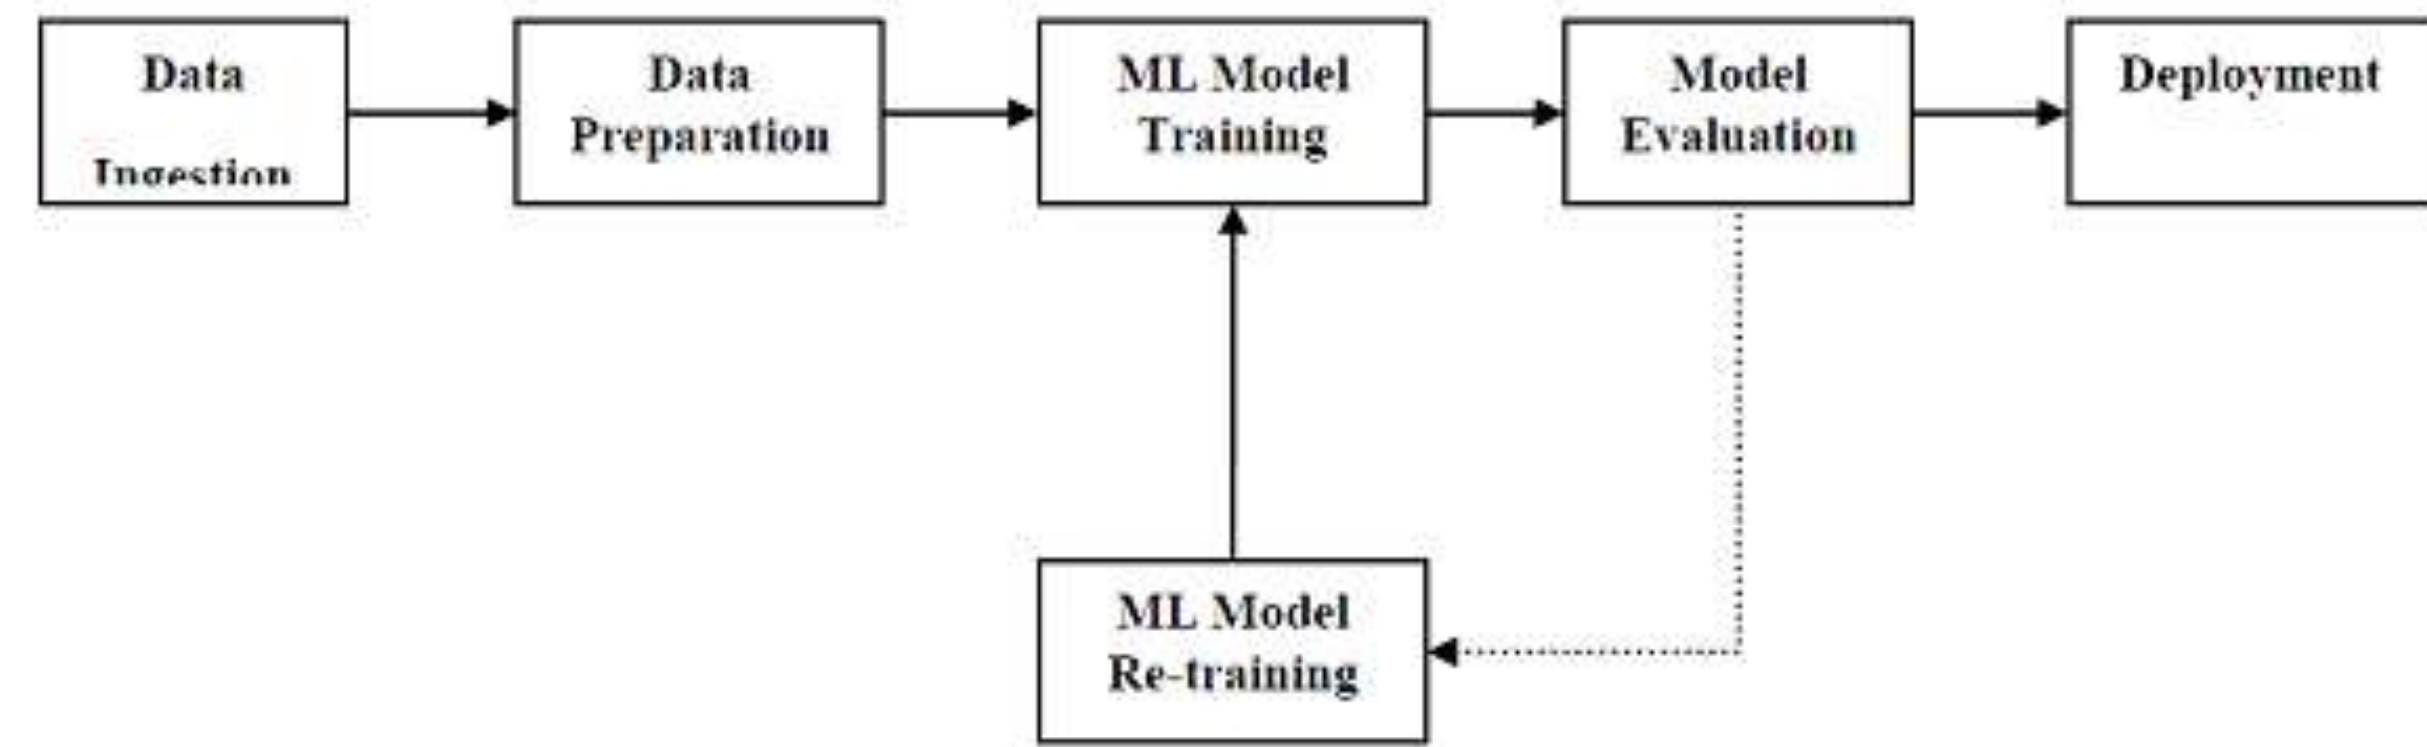 Data
Ingestion
Data
Preparation
ML Model
Training
Model
Evaluation
Deployment
ML Model
Re-training